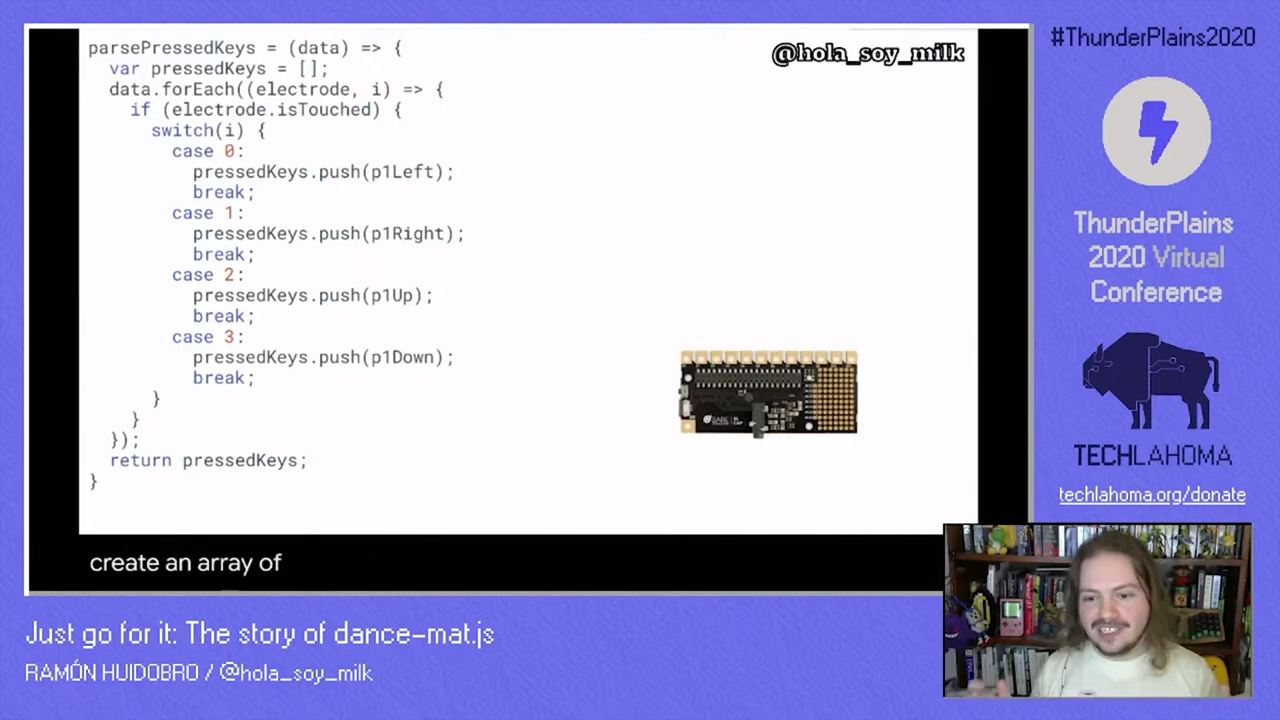 parsePressedKeys = (data) => {
var pressedKeys = [];
data.forEach((electrode, i) => {
if (electrode.isTouched) {
switch(i) {
case 0:
pressedKeys.push(p1Left);
break;
case 1:
pressedKeys.push(p1Right);
break;
case 2:
pressedKeys.push(p1Up);
break;
case 3:
pressedKeys.push(p1Down);
break;
}
}
});
return pressedKeys;
}
@hola_soy_milk
create an array of
#ThunderPlains2020
ThunderPlains
2020 Virtual
Conference
TECHLAHOMA
techlahoma.org/donate
Just go for it: The story of dance-mat.js
RAMÓN HUIDOBRO / @hola_soy_milk